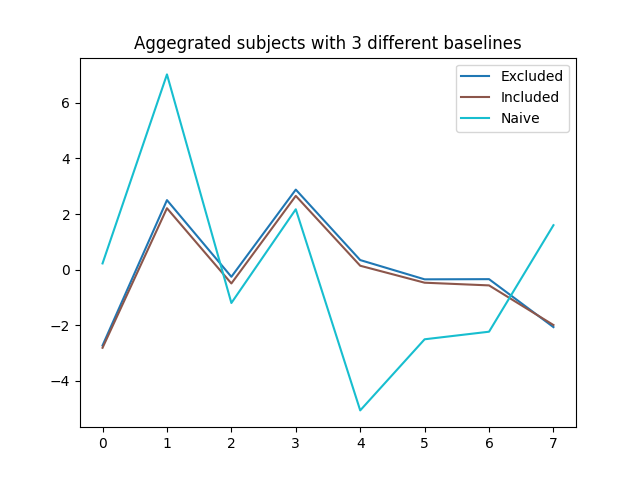 Aggegrated subjects with 3 different baselines
Excluded
Included
Naive
6
4
2
0
−2
−4
0 1 2 3 4 5 6 7